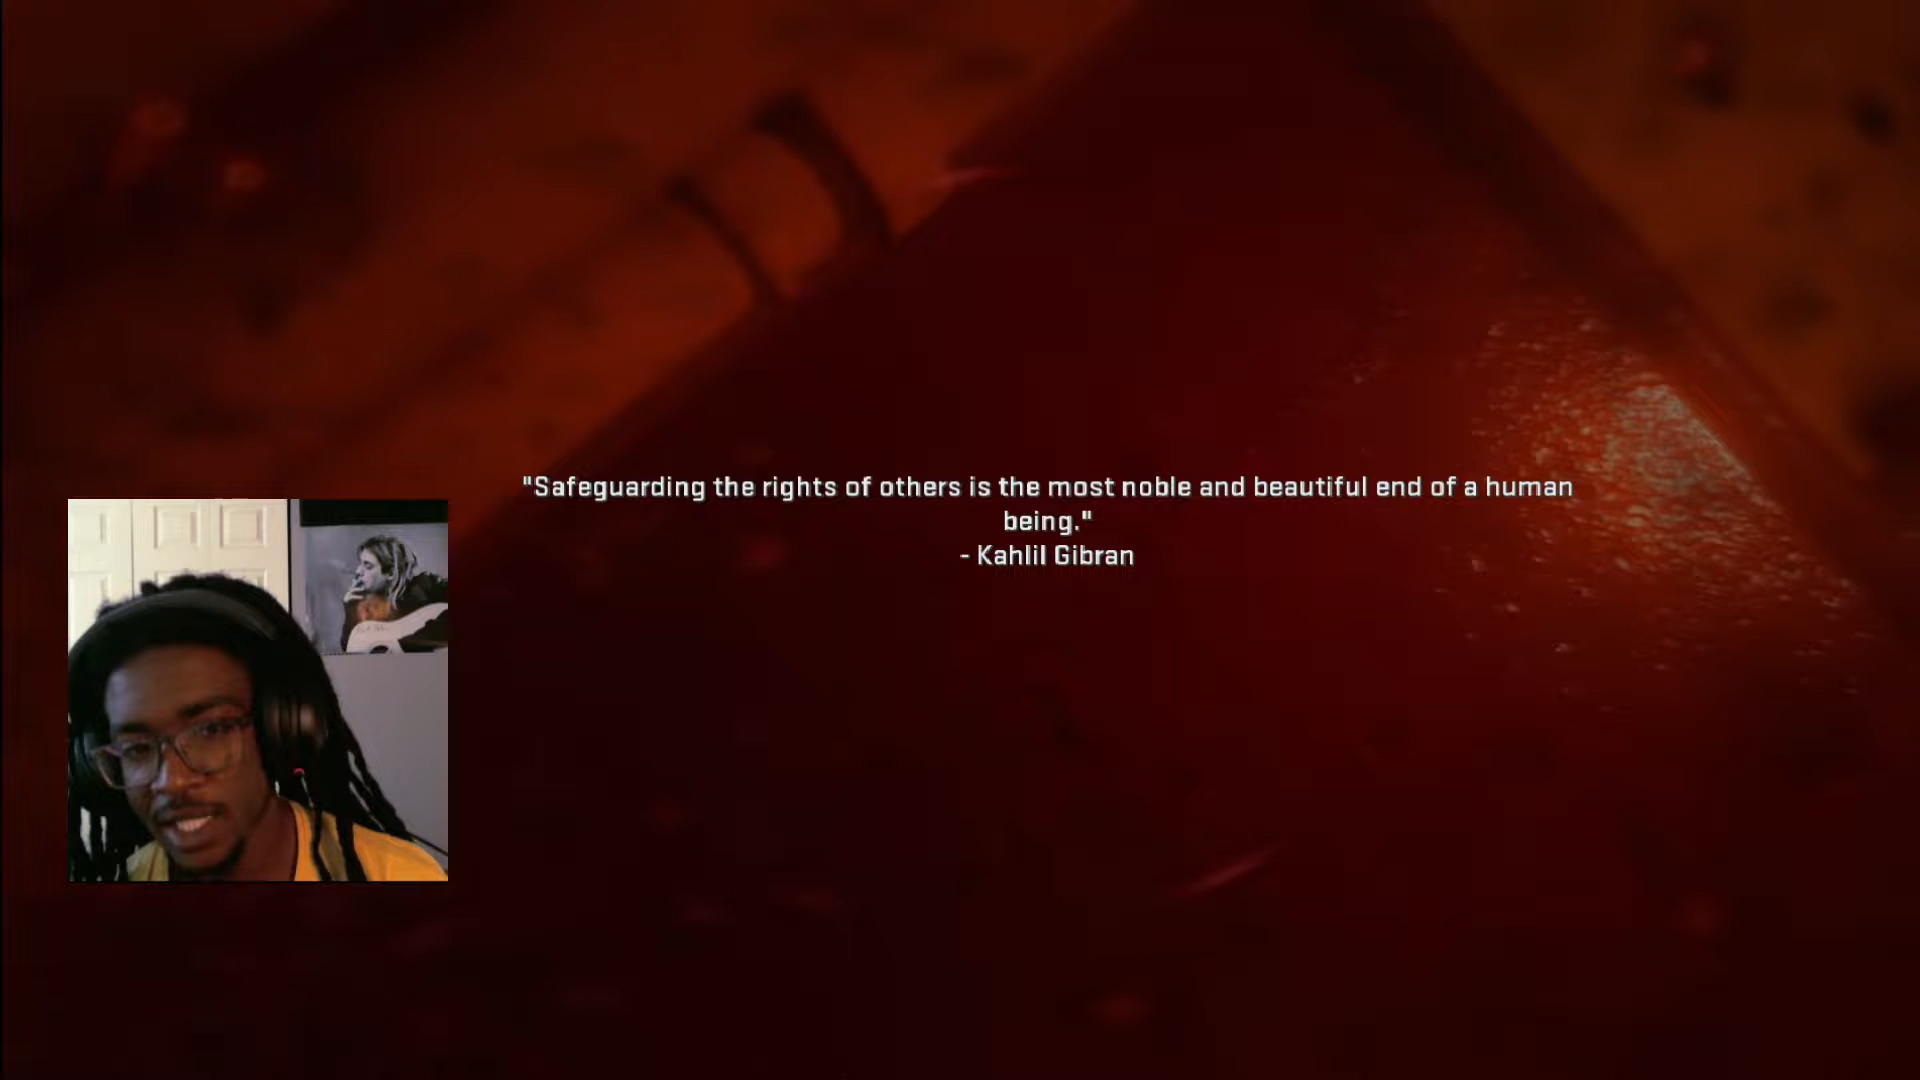 "Safeguarding the rights of others is the most noble and beautiful end of a human
being."
- Kahlil Gibran